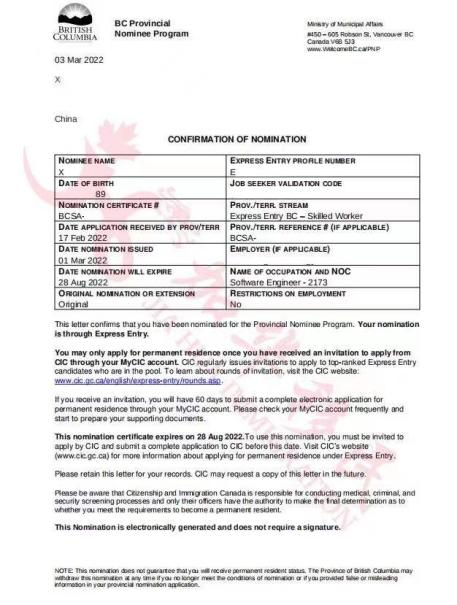 BRITISH
COLUMBIA
BC Provincial
Nominee Program
Ministry of Municipal Affairs
#450 – 605 Robson St, Vancouver BC
Canada V6B 5J3
www.WelcomeBC.ca/PNP
03 Mar 2022
X
China
CONFIRMATION OF NOMINATION
NOMINEE NAME
X
EXPRESS ENTRY PROFILE NUMBER
E
DATE OF BIRTH
89
JOB SEEKER VALIDATION CODE
NOMINATION CERTIFICATE #
BCSA-
PROV./TERR. STREAM
Express Entry BC – Skilled Worker
DATE APPLICATION RECEIVED BY PROV/TERR
17 Feb 2022
PROV./TERR. REFERENCE # (IF APPLICABLE)
BCSA-
DATE NOMINATION ISSUED
01 Mar 2022
EMPLOYER (IF APPLICABLE)
DATE NOMINATION WILL EXPIRE
28 Aug 2022
NAME OF OCCUPATION AND NOC
Software Engineer - 2173
ORIGINAL NOMINATION OR EXTENSION
Original
RESTRICTIONS ON EMPLOYMENT
No
This letter confirms that you have been nominated for the Provincial Nominee Program. Your nomination
is through Express Entry.
You may only apply for permanent residence once you have received an invitation to apply from
CIC through your MyCIC account. CIC regularly issues invitations to apply to top-ranked Express Entry
candidates who are in the pool. To learn about rounds of invitation, visit the CIC website:
www.cic.gc.ca/english/express-entry/rounds.asp.
If you receive an invitation, you will have 60 days to submit a complete electronic application for
permanent residence through your MyCIC account. Please check your MyCIC account frequently and
start to prepare your supporting documents.
This nomination certificate expires on 28 Aug 2022.To use this nomination, you must be invited to
apply by CIC and submit a complete application to CIC before this date. Visit CIC's website
(www.cic.gc.ca) for more information about applying for permanent residence under Express Entry.
Please retain this letter for your records. CIC may request a copy of this letter in the future.
Please be aware that Citizenship and Immigration Canada is responsible for conducting medical, criminal, and
security screening processes and only their officers have the authority to make the final determination as to
whether you meet the requirements to become a permanent resident.
This Nomination is electronically generated and does not require a signature.
NOTE: This nomination does not guarantee that you will receive permanent resident status. The Province of British Columbia may
withdraw this nomination at any time if you no longer meet the conditions of nomination or if you provided false or misleading
information in your provincial nomination application.